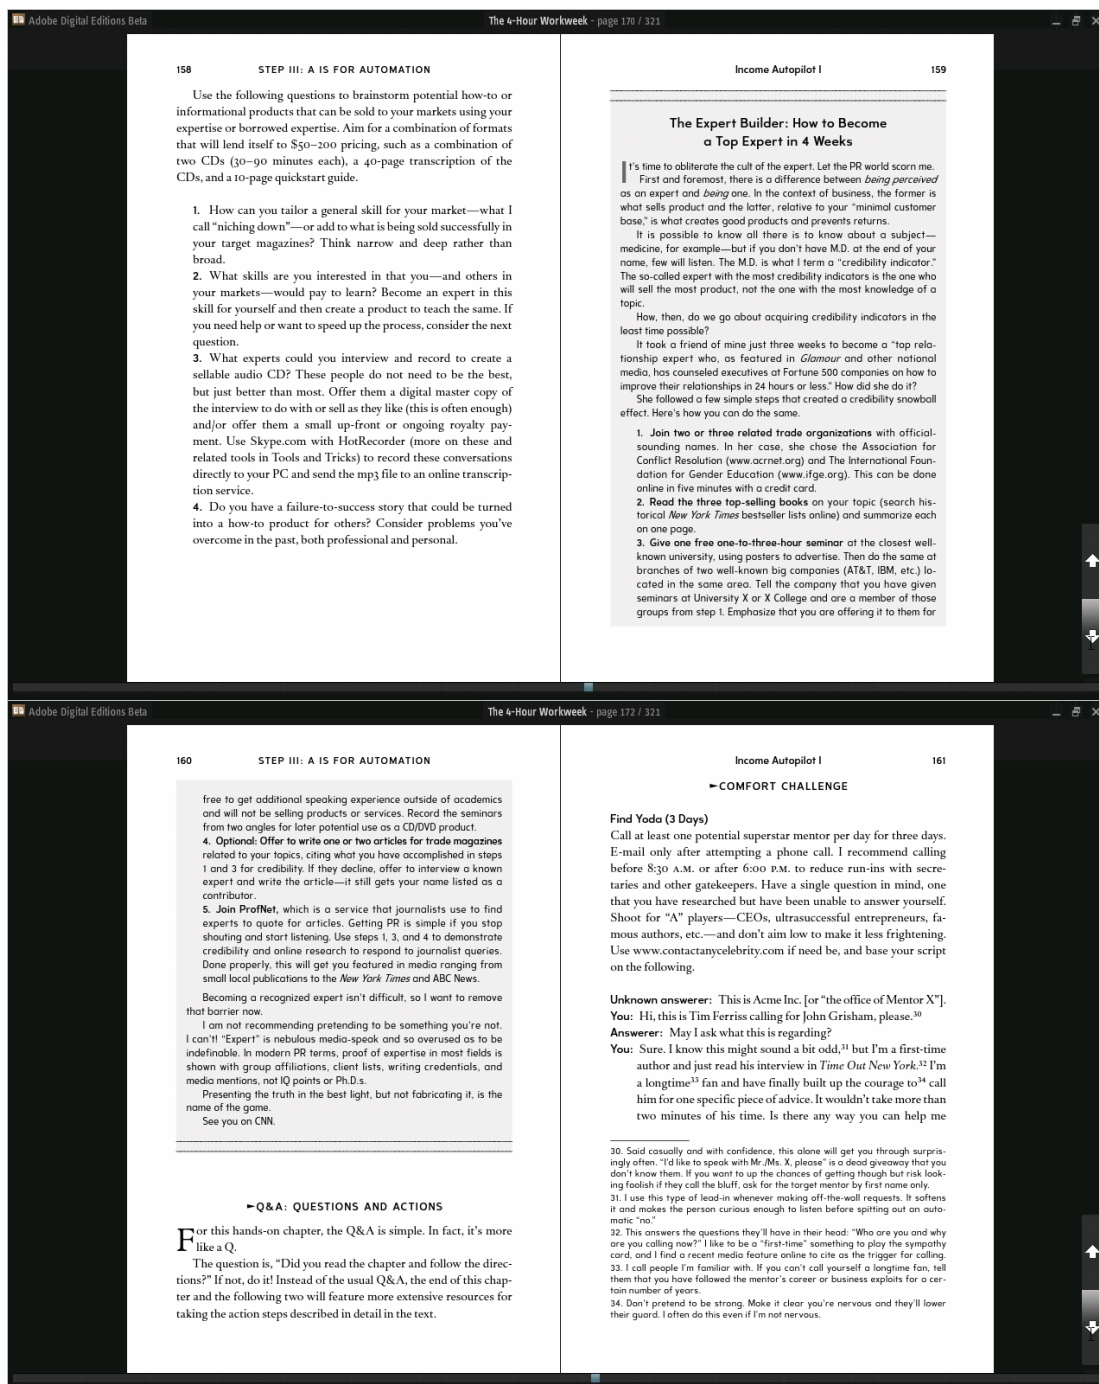 Adobe Digital Editions Beta
The 4-Hour Workweek - page 170 / 321
158
STEP III: A IS FOR AUTOMATION
Use the following questions to brainstorm potential how-to or
informational products that can be sold to your markets using your
expertise or borrowed expertise. Aim for a combination of formats
that will lend itself to $50–200 pricing, such as a combination of
two CDs (30–90 minutes each), a 40-page transcription of the
CDs, and a 10-page quickstart guide.
1. How can you tailor a general skill for your market—what I
call “niching down”—or add to what is being sold successfully in
your target magazines? Think narrow and deep rather than
broad.
2. What skills are you interested in that you—and others in
your markets—would pay to learn? Become an expert in this
skill for yourself and then create a product to teach the same. If
you need help or want to speed up the process, consider the next
question.
3. What experts could you interview and record to create a
sellable audio CD? These people do not need to be the best,
but just better than most. Offer them a digital master copy of
the interview to do with or sell as they like (this is often enough)
and/or offer them a small up-front or ongoing royalty pay-
ment. Use Skype.com with HotRecorder (more on these and
related tools in Tools and Tricks) to record these conversations
directly to your PC and send the mp3 file to an online transcrip-
tion service.
4. Do you have a failure-to-success story that could be turned
into a how-to product for others? Consider problems you’ve
overcome in the past, both professional and personal.
Income Autopilot I
159
The Expert Builder: How to Become
a Top Expert in 4 Weeks
It’s time to obliterate the cult of the expert. Let the PR world scorn me.
First and foremost, there is a difference between being perceived
as an expert and being one. In the context of business, the former is
what sells product and the latter, relative to your “minimal customer
base,” is what creates good products and prevents returns.
It is possible to know all there is to know about a subject—
medicine, for example—but if you don’t have M.D. at the end of your
name, few will listen. The M.D. is what I term a “credibility indicator.”
The so-called expert with the most credibility indicators is the one who
will sell the most product, not the one with the most knowledge of a
topic.
How, then, do we go about acquiring credibility indicators in the
least time possible?
It took a friend of mine just three weeks to become a “top rela-
tionship expert who, as featured in Glamour and other national
media, has counseled executives at Fortune 500 companies on how to
improve their relationships in 24 hours or less.” How did she do it?
She followed a few simple steps that created a credibility snowball
effect. Here’s how you can do the same.
1. Join two or three related trade organizations with official-
sounding names. In her case, she chose the Association for
Conflict Resolution (www.acrnet.org) and The International Foun-
dation for Gender Education (www.ifge.org). This can be done
online in five minutes with a credit card.
2. Read the three top-selling books on your topic (search his-
torical New York Times bestseller lists online) and summarize each
on one page.
3. Give one free one-to-three-hour seminar at the closest well-
known university, using posters to advertise. Then do the same at
branches of two well-known big companies (AT&T, IBM, etc.) lo-
cated in the same area. Tell the company that you have given
seminars at University X or X College and are a member of those
groups from step 1. Emphasize that you are offering it to them for
Adobe Digital Editions Beta
The 4-Hour Workweek - page 172 / 321
160
STEP III: A IS FOR AUTOMATION
free to get additional speaking experience outside of academics
and will not be selling products or services. Record the seminars
from two angles for later potential use as a CD/DVD product.
4. Optional: Offer to write one or two articles for trade magazines
related to your topics, citing what you have accomplished in steps
1 and 3 for credibility. If they decline, offer to interview a known
expert and write the article—it still gets your name listed as a
contributor.
5. Join ProfNet, which is a service that journalists use to find
experts to quote for articles. Getting PR is simple if you stop
shouting and start listening. Use steps 1, 3, and 4 to demonstrate
credibility and online research to respond to journalist queries.
Done properly, this will get you featured in media ranging from
small local publications to the New York Times and ABC News.
Becoming a recognized expert isn’t difficult, so I want to remove
that barrier now.
I am not recommending pretending to be something you’re not.
I can’t! “Expert” is nebulous media-speak and so overused as to be
indefinable. In modern PR terms, proof of expertise in most fields is
shown with group affiliations, client lists, writing credentials, and
media mentions, not IQ points or Ph.D.s.
Presenting the truth in the best light, but not fabricating it, is the
name of the game.
See you on CNN.
►Q&A: QUESTIONS AND ACTIONS
For this hands-on chapter, the Q&A is simple. In fact, it’s more
like a Q.
The question is, “Did you read the chapter and follow the direc-
tions?” If not, do it! Instead of the usual Q&A, the end of this chap-
ter and the following two will feature more extensive resources for
taking the action steps described in detail in the text.
Income Autopilot I
161
►COMFORT CHALLENGE
Find Yoda (3 Days)
Call at least one potential superstar mentor per day for three days.
E-mail only after attempting a phone call. I recommend calling
before 8:30 A.M. or after 6:00 P.M. to reduce run-ins with secre-
taries and other gatekeepers. Have a single question in mind, one
that you have researched but have been unable to answer yourself.
Shoot for “A” players—CEOs, ultrasuccessful entrepreneurs, fa-
mous authors, etc.—and don’t aim low to make it less frightening.
Use www.contactanycelebrity.com if need be, and base your script
on the following.
Unknown answerer: This is Acme Inc. [or “the office of Mentor X”].
You: Hi, this is Tim Ferriss calling for John Grisham, please.30
Answerer: May I ask what this is regarding?
You: Sure. I know this might sound a bit odd,31 but I’m a first-time
author and just read his interview in Time Out New York.32 I’m
a longtime33 fan and have finally built up the courage to34 call
him for one specific piece of advice. It wouldn’t take more than
two minutes of his time. Is there any way you can help me
30. Said casually and with confidence, this alone will get you through surpris-
ingly often. “I’d like to speak with Mr./Ms. X, please” is a dead giveaway that you
don’t know them. If you want to up the chances of getting though but risk look-
ing foolish if they call the bluff, ask for the target mentor by first name only.
31. I use this type of lead-in whenever making off-the-wall requests. It softens
it and makes the person curious enough to listen before spitting out an auto-
matic “no.”
32. This answers the questions they’ll have in their head: “Who are you and why
are you calling now?” I like to be a “first-time” something to play the sympathy
card, and I find a recent media feature online to cite as the trigger for calling.
33. I call people I’m familiar with. If you can’t call yourself a longtime fan, tell
them that you have followed the mentor’s career or business exploits for a cer-
tain number of years.
34. Don’t pretend to be strong. Make it clear you’re nervous and they’ll lower
their guard. I often do this even if I’m not nervous.